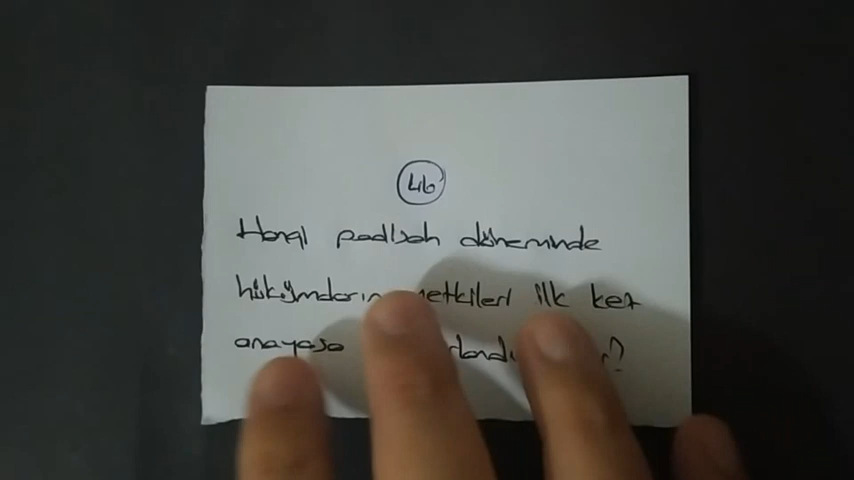 46
Hangi padişah döneminde
hükümdarın yetkileri ilk kez
anayasa